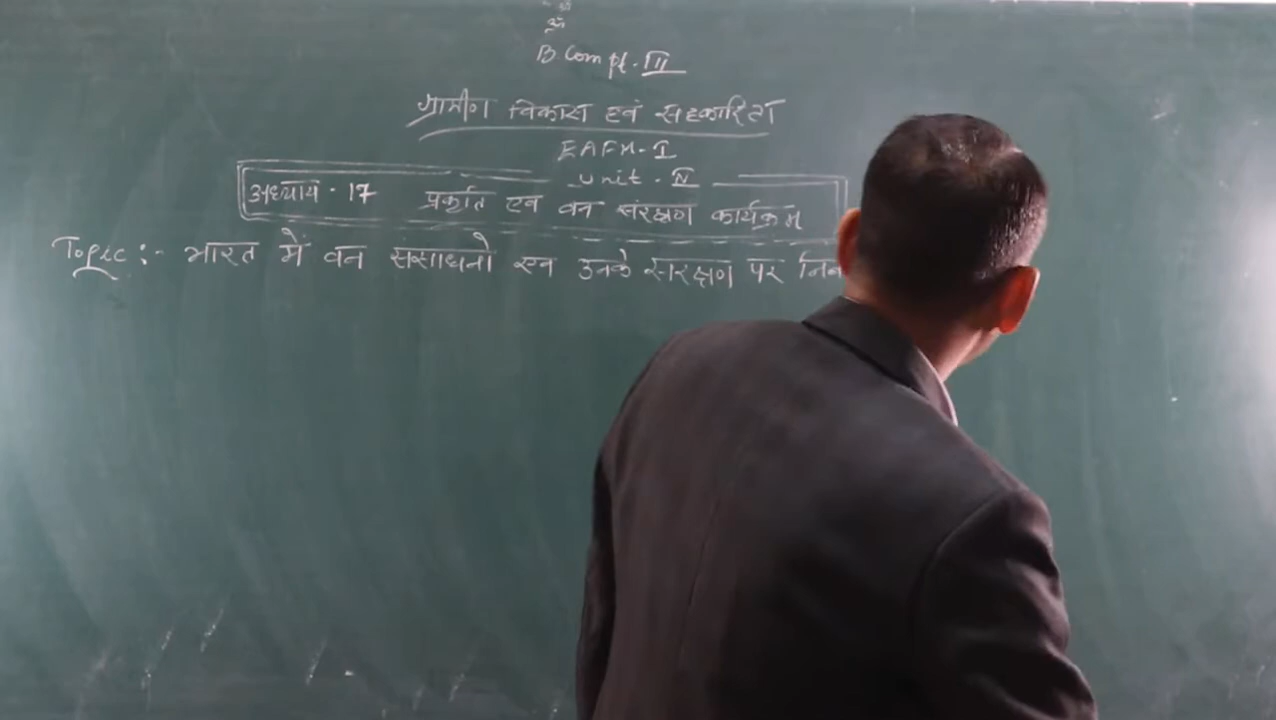 ॐ
B Com pt. III
ग्रामीण विकास एवं सहकारिता
EAFM-I
Unit - IV
अध्याय - 17 प्रकृति एवं वन संरक्षण कार्यक्रम
Topic :- भारत में वन संसाधनो एव उनके सरक्षण पर